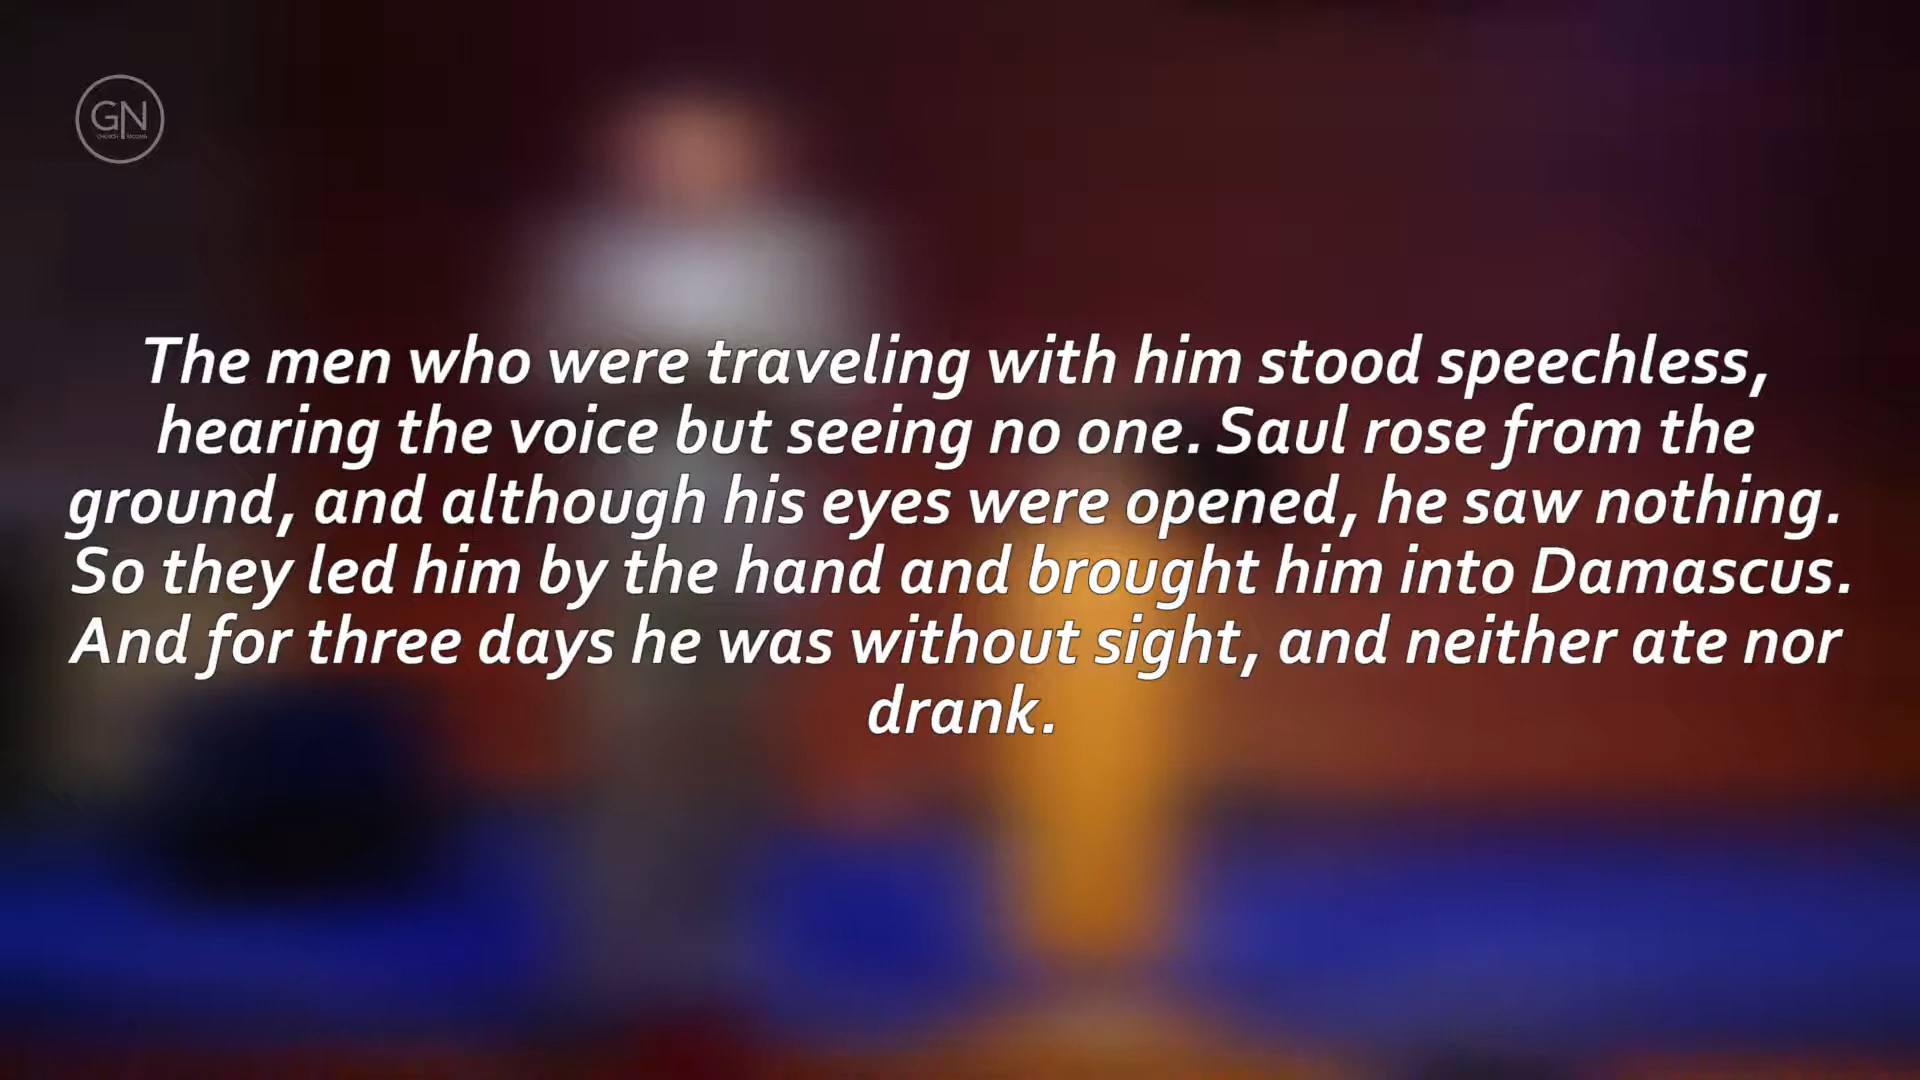 GN
The men who were traveling with him stood speechless,
hearing the voice but seeing no one. Saul rose from the
ground, and although his eyes were opened, he saw nothing.
So they led him by the hand and brought him into Damascus.
And for three days he was without sight, and neither ate nor
drank.